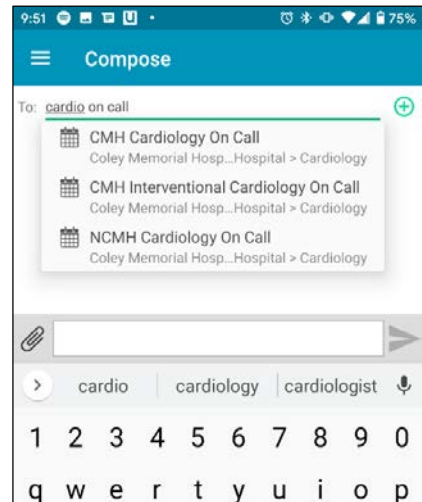 9:51 U 75%
Compose
To: cardio on call
CMH Cardiology On Call
Coley Memorial Hosp...Hospital > Cardiology
CMH Interventional Cardiology On Call
Coley Memorial Hosp...Hospital > Cardiology
NCMH Cardiology On Call
Coley Memorial Hosp...Hospital > Cardiology
cardio cardiology cardiologist
1 2 3 4 5 6 7 8 9 0
q w e r t y u i o p